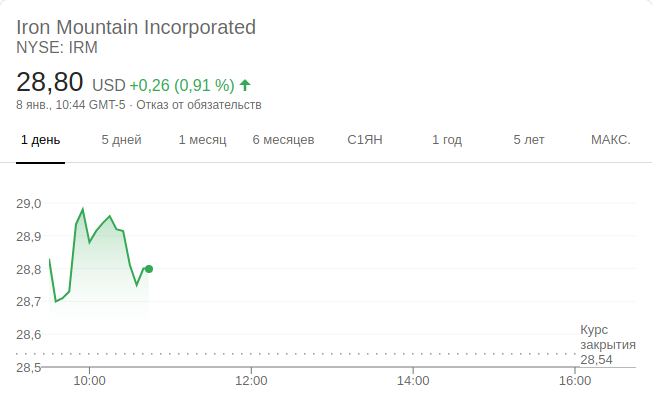 Iron Mountain Incorporated
NYSE: IRM
28,80 USD +0,26 (0,91 %)
8 янв., 10:44 GMT-5 · Отказ от обязательств
1 день 5 дней 1 месяц 6 месяцев С1ЯН 1 год 5 лет МАКС.
29,0
28,9
28,8
28,7
28,6
28,5
Курс
закрытия
28,54
10:00 12:00 14:00 16:00